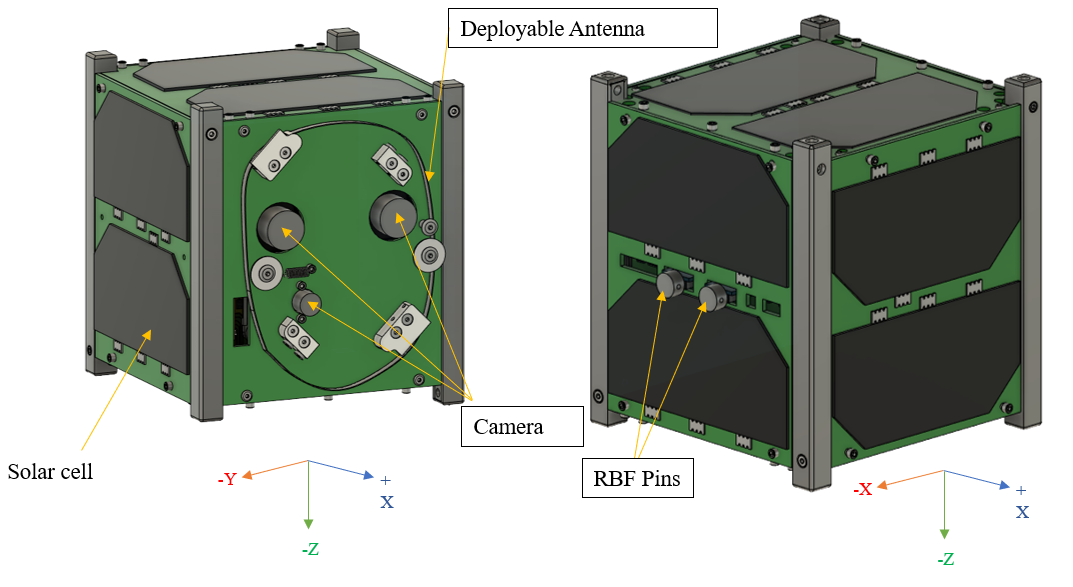 Deployable Antenna
Camera
Solar cell
RBF Pins
-Y
+
X
-Z
-X
+
X
-Z